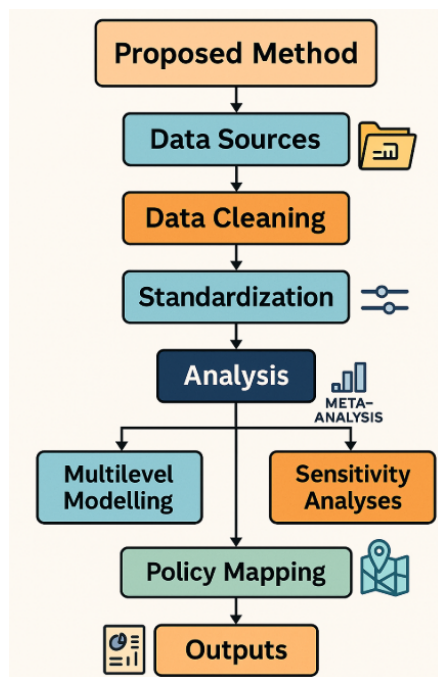 Proposed Method
Data Sources
Data Cleaning
Standardization
Analysis
META–
ANALYSIS
Multilevel
Modelling
Sensitivity
Analyses
Policy Mapping
Outputs